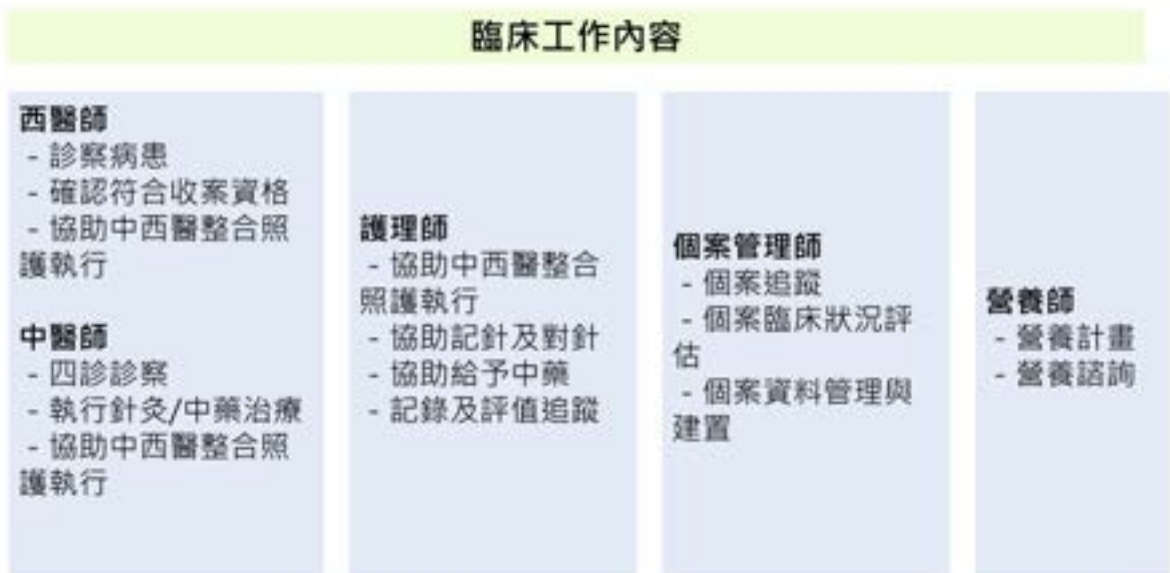 臨床工作內容
西醫師
- 診察病患
- 確認符合收案資格
- 協助中西醫整合照
護執行
中醫師
- 四診診察
- 執行針灸/中藥治療
- 協助中西醫整合照
護執行
護理師
- 協助中西醫整合
照護執行
- 協助記針及對針
- 協助給予中藥
- 記錄及評值追蹤
個案管理師
- 個案追蹤
- 個案臨床狀況評
估
- 個案資料管理與
建置
營養師
- 營養計畫
- 營養諮詢